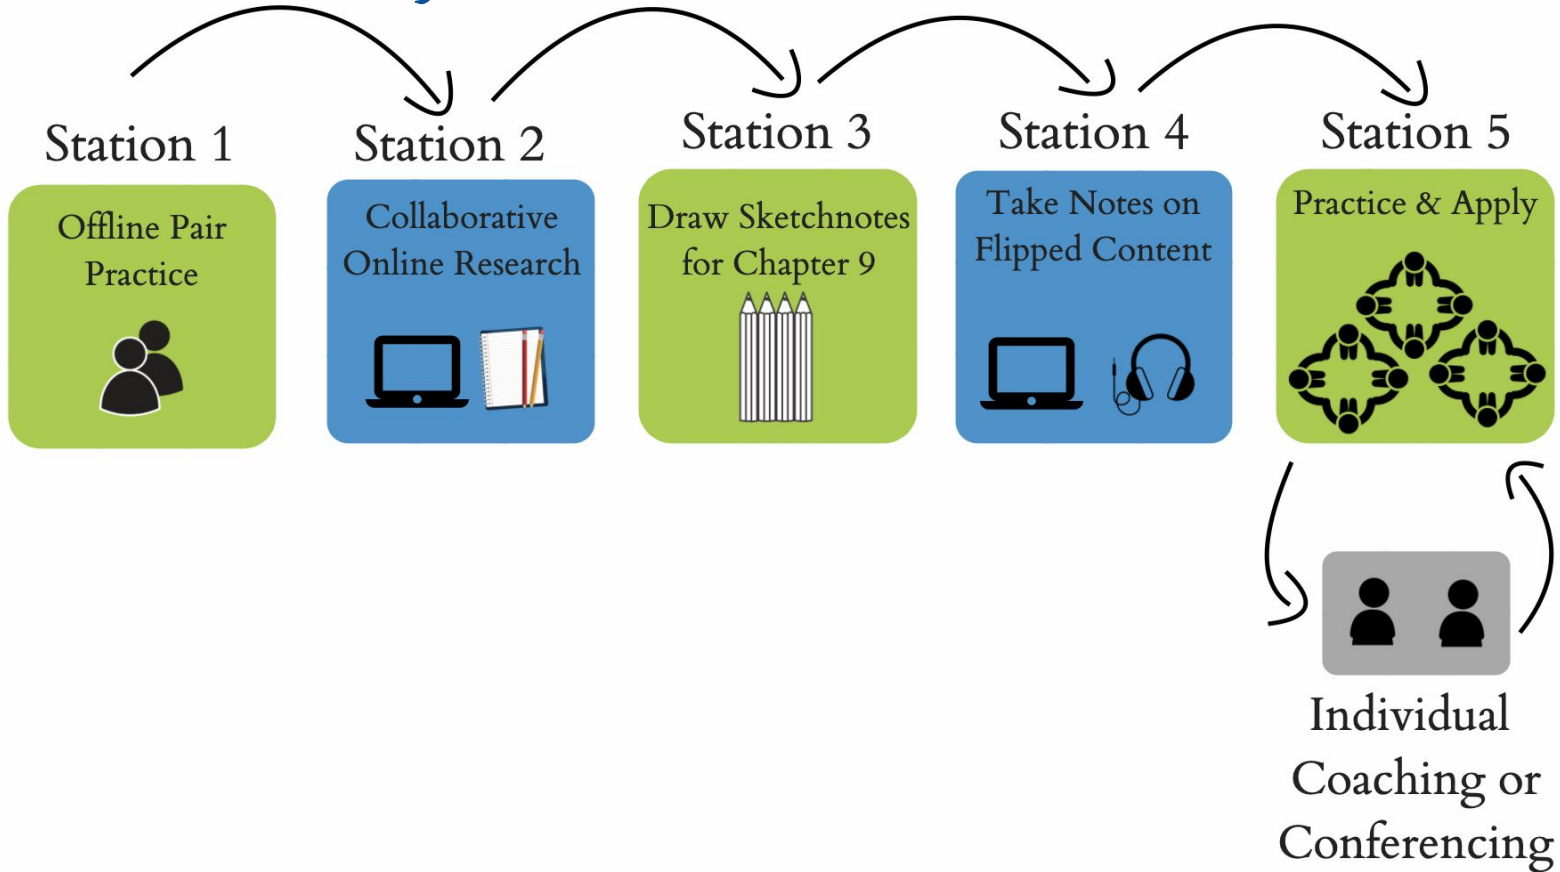 Station 1
Offline Pair
Practice
Station 2
Collaborative
Online Research
Station 3
Draw Sketchnotes
for Chapter 9
Station 4
Take Notes on
Flipped Content
Station 5
Practice & Apply
Individual
Coaching or
Conferencing